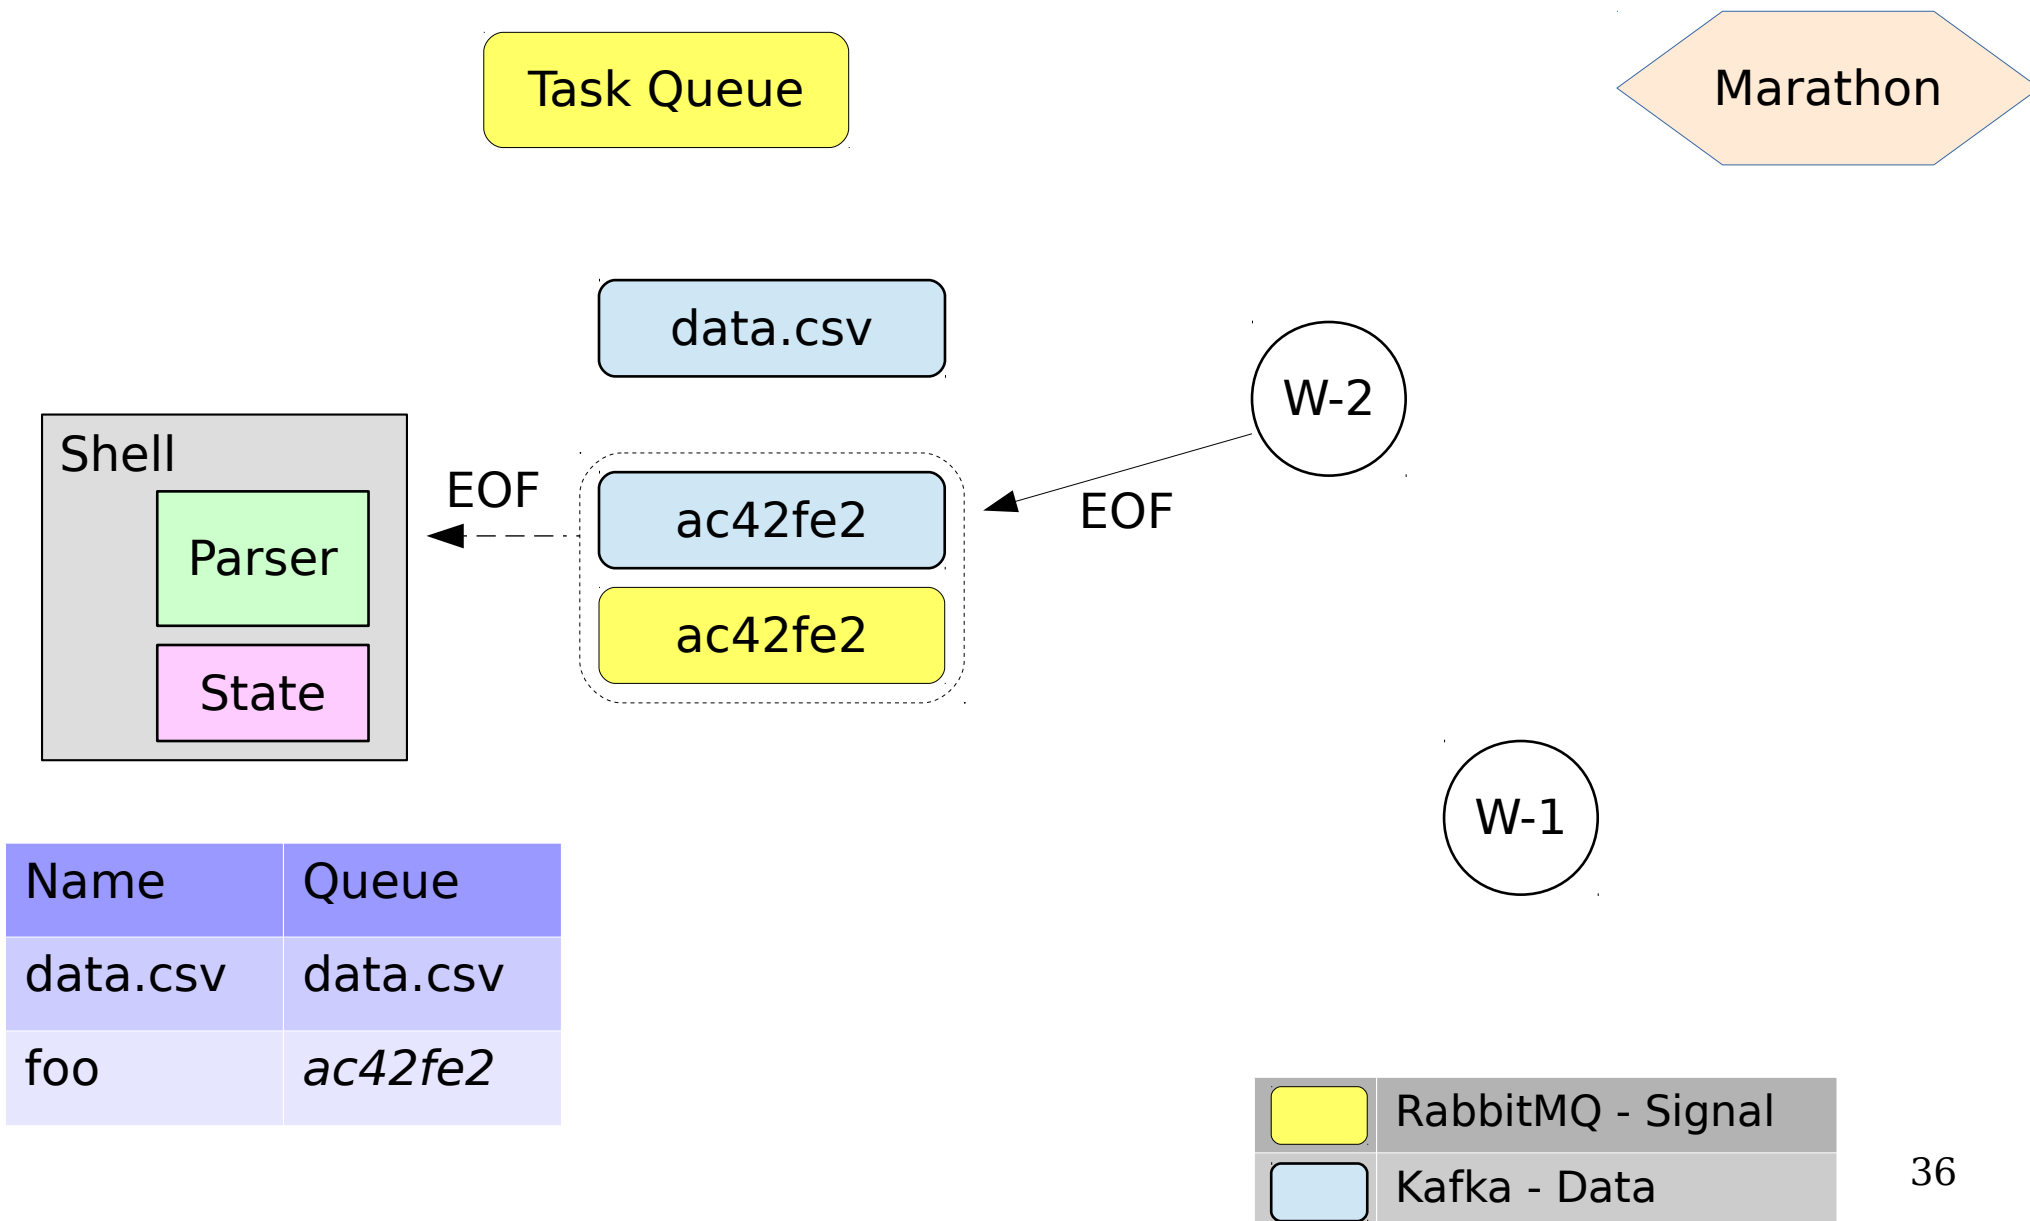 Task Queue
Marathon
data.csv
W-2
Shell
EOF
ac42fe2
EOF
Parser
ac42fe2
State
W-1
Name Queue
data.csv data.csv
foo ac42fe2
RabbitMQ - Signal
Kafka - Data
36